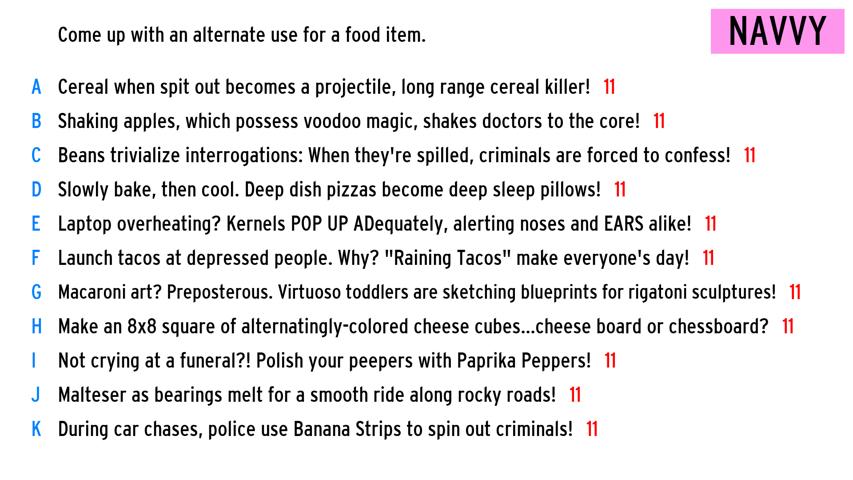 Come up with an alternate use for a food item.
NAVVY
A Cereal when spit out becomes a projectile, long range cereal killer! 11
B Shaking apples, which possess voodoo magic, shakes doctors to the core! 11
C Beans trivialize interrogations: When they're spilled, criminals are forced to confess! 11
D Slowly bake, then cool. Deep dish pizzas become deep sleep pillows! 11
E Laptop overheating? Kernels POP UP ADequately, alerting noses and EARS alike! 11
F Launch tacos at depressed people. Why? "Raining Tacos" make everyone's day! 11
G Macaroni art? Preposterous. Virtuoso toddlers are sketching blueprints for rigatoni sculptures! 11
H Make an 8x8 square of alternatingly-colored cheese cubes...cheese board or chessboard? 11
I Not crying at a funeral?! Polish your peepers with Paprika Peppers! 11
J Malteser as bearings melt for a smooth ride along rocky roads! 11
K During car chases, police use Banana Strips to spin out criminals! 11